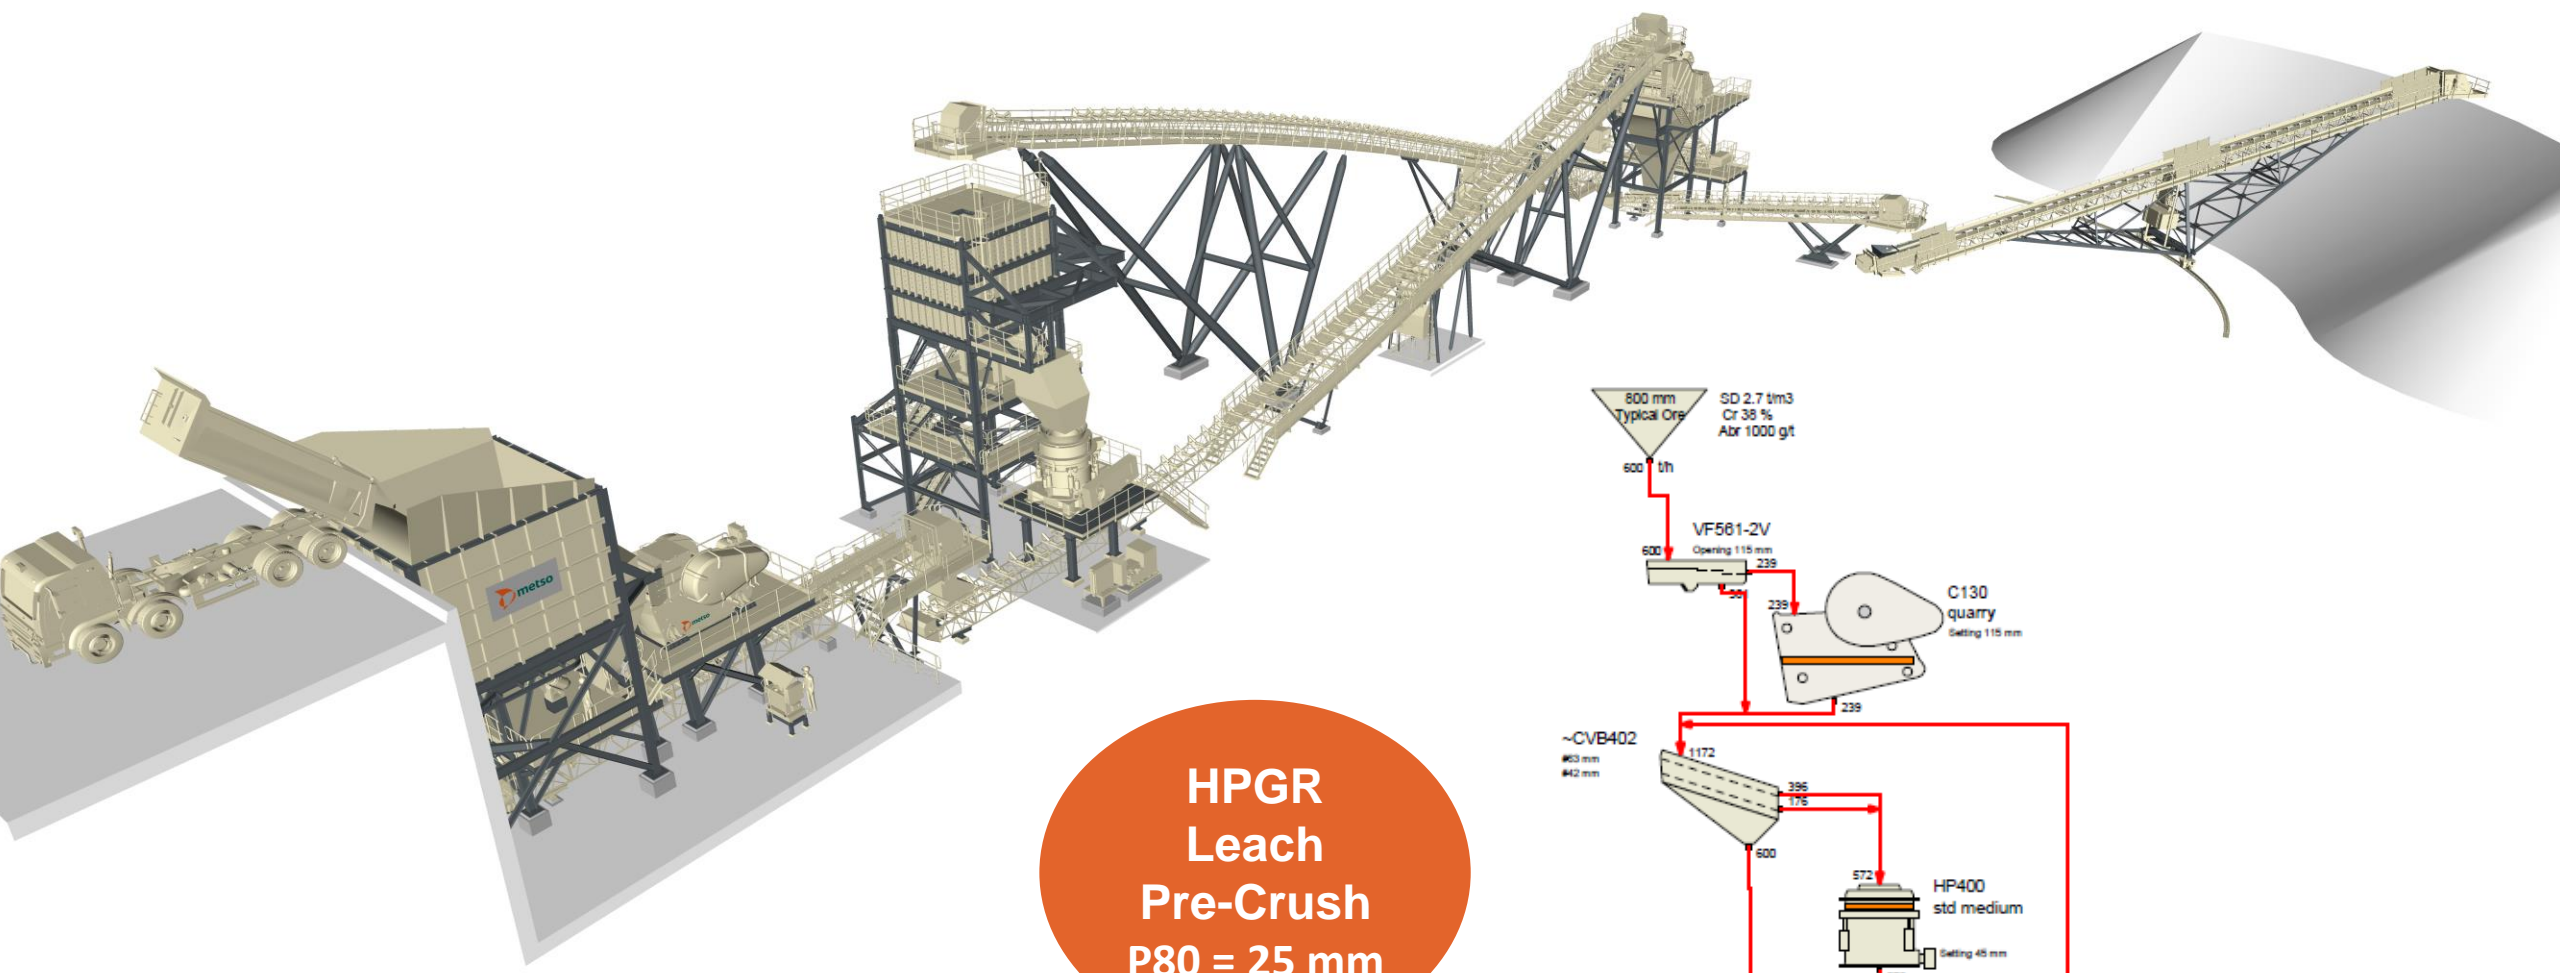 metso
metso
HPGR
Leach
Pre-Crush
P80 = 25 mm
800 mm
Typical Ore
SD 2.7 t/m3
Cr 38 %
Abr 1000 g/t
600 t/h
VF561-2V
Opening 115 mm
600
239
239
C130
quarry
Setting 115 mm
239
~CVB402
#63 mm
#42 mm
1172
396
176
600
572
HP400
std medium
Setting 45 mm